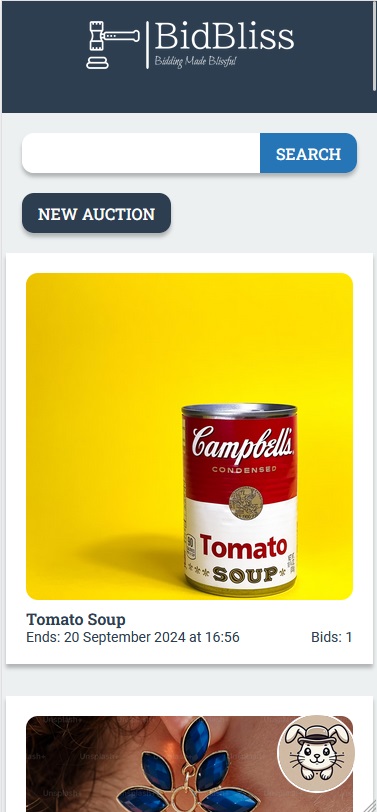 BidBliss
Bidding Made Blissful
SEARCH
NEW AUCTION
Campbell's
CONDENSED
Tomato
SOUP
Tomato Soup
Ends: 20 September 2024 at 16:56
Bids: 1